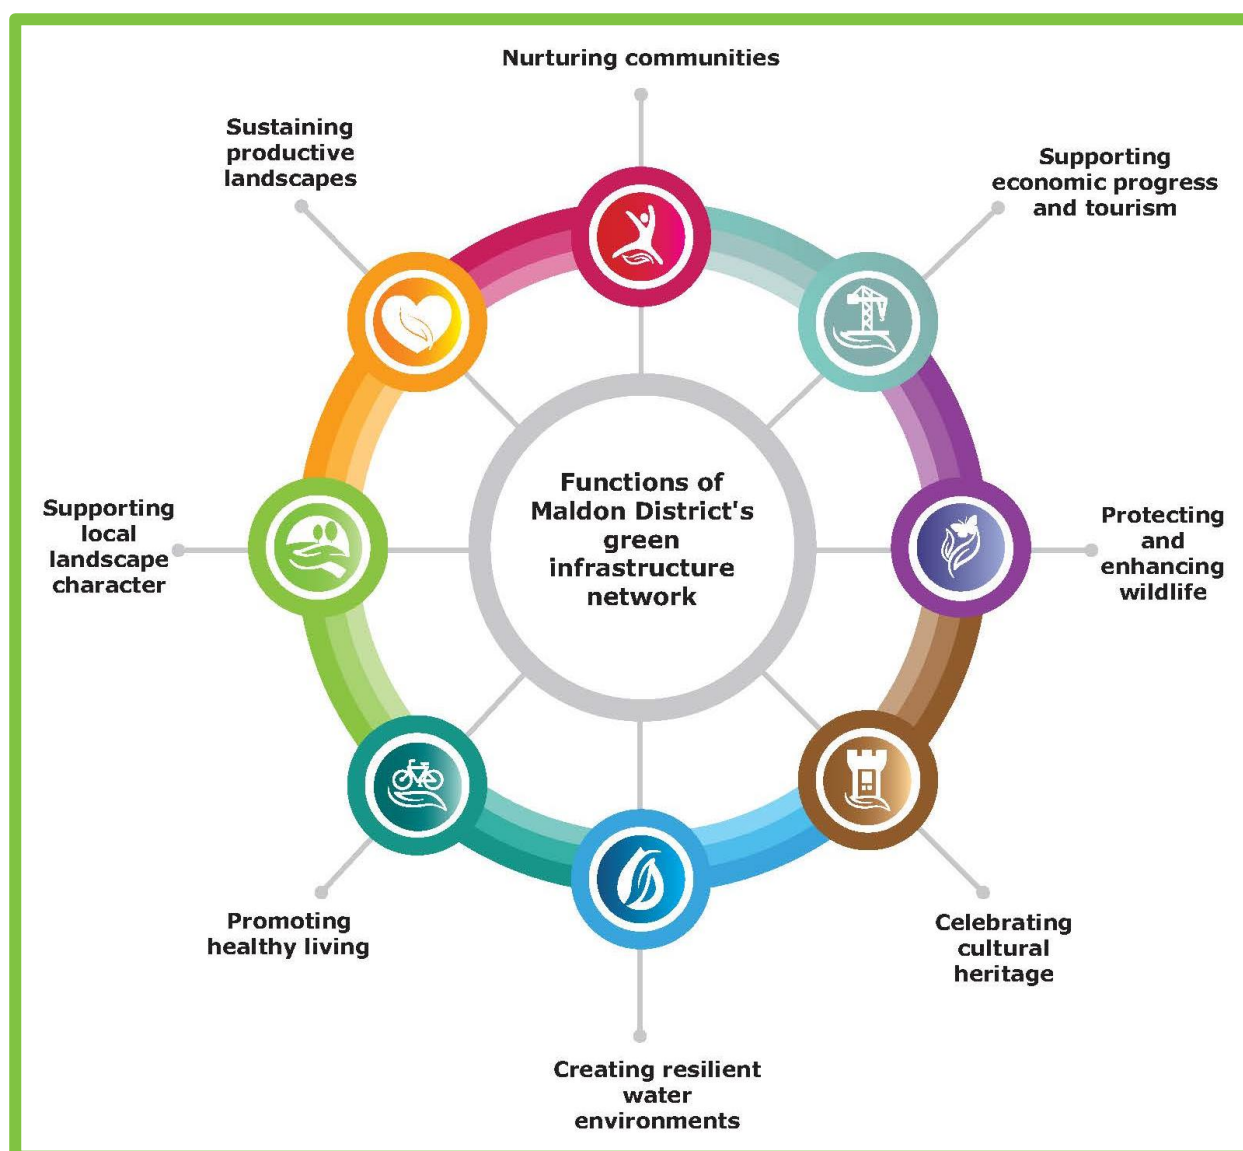 Nurturing communities
Sustaining
productive
landscapes
Supporting
economic progress
and tourism
Functions of
Maldon District's
green
infrastructure
network
Supporting
local
landscape
character
Protecting
and
enhancing
wildlife
Promoting
healthy living
Celebrating
cultural
heritage
Creating resilient
water
environments